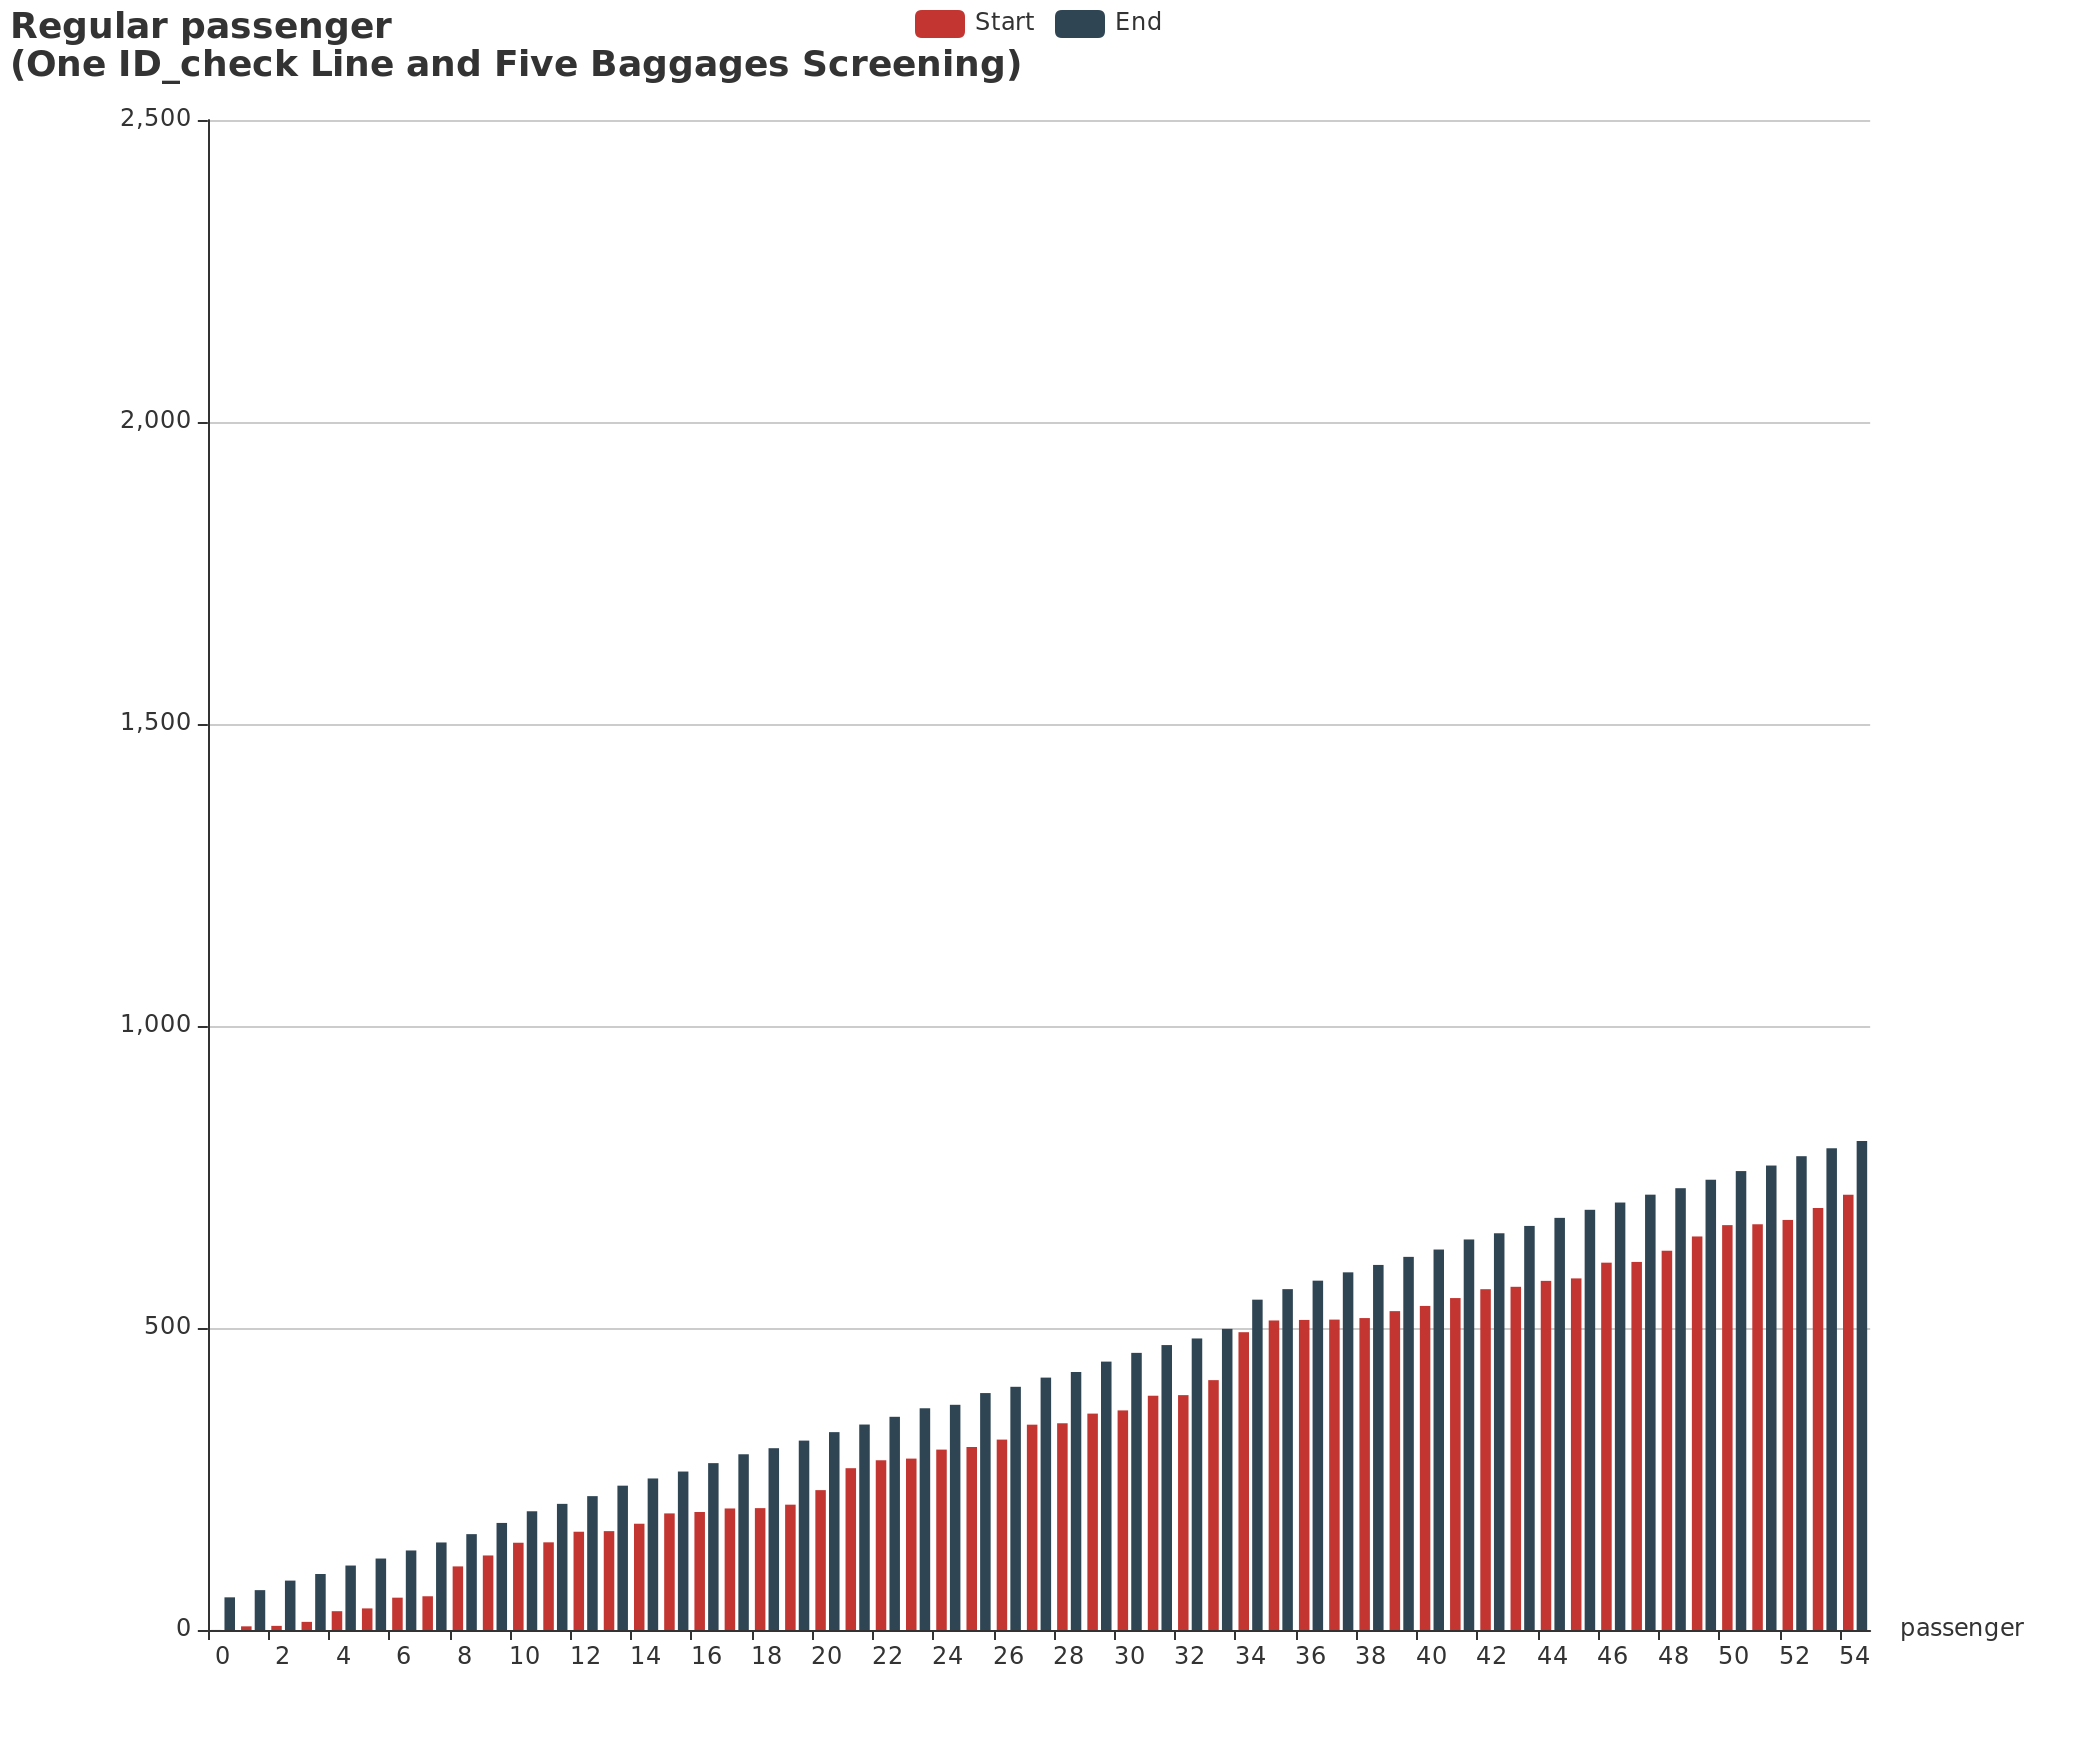 Regular passenger
(One ID_check Line and Five Baggages Screening)
Start End
2,500
2,000
1,500
1,000
500
0
0 2 4 6 8 10 12 14 16 18 20 22 24 26 28 30 32 34 36 38 40 42 44 46 48 50 52 54
passenger